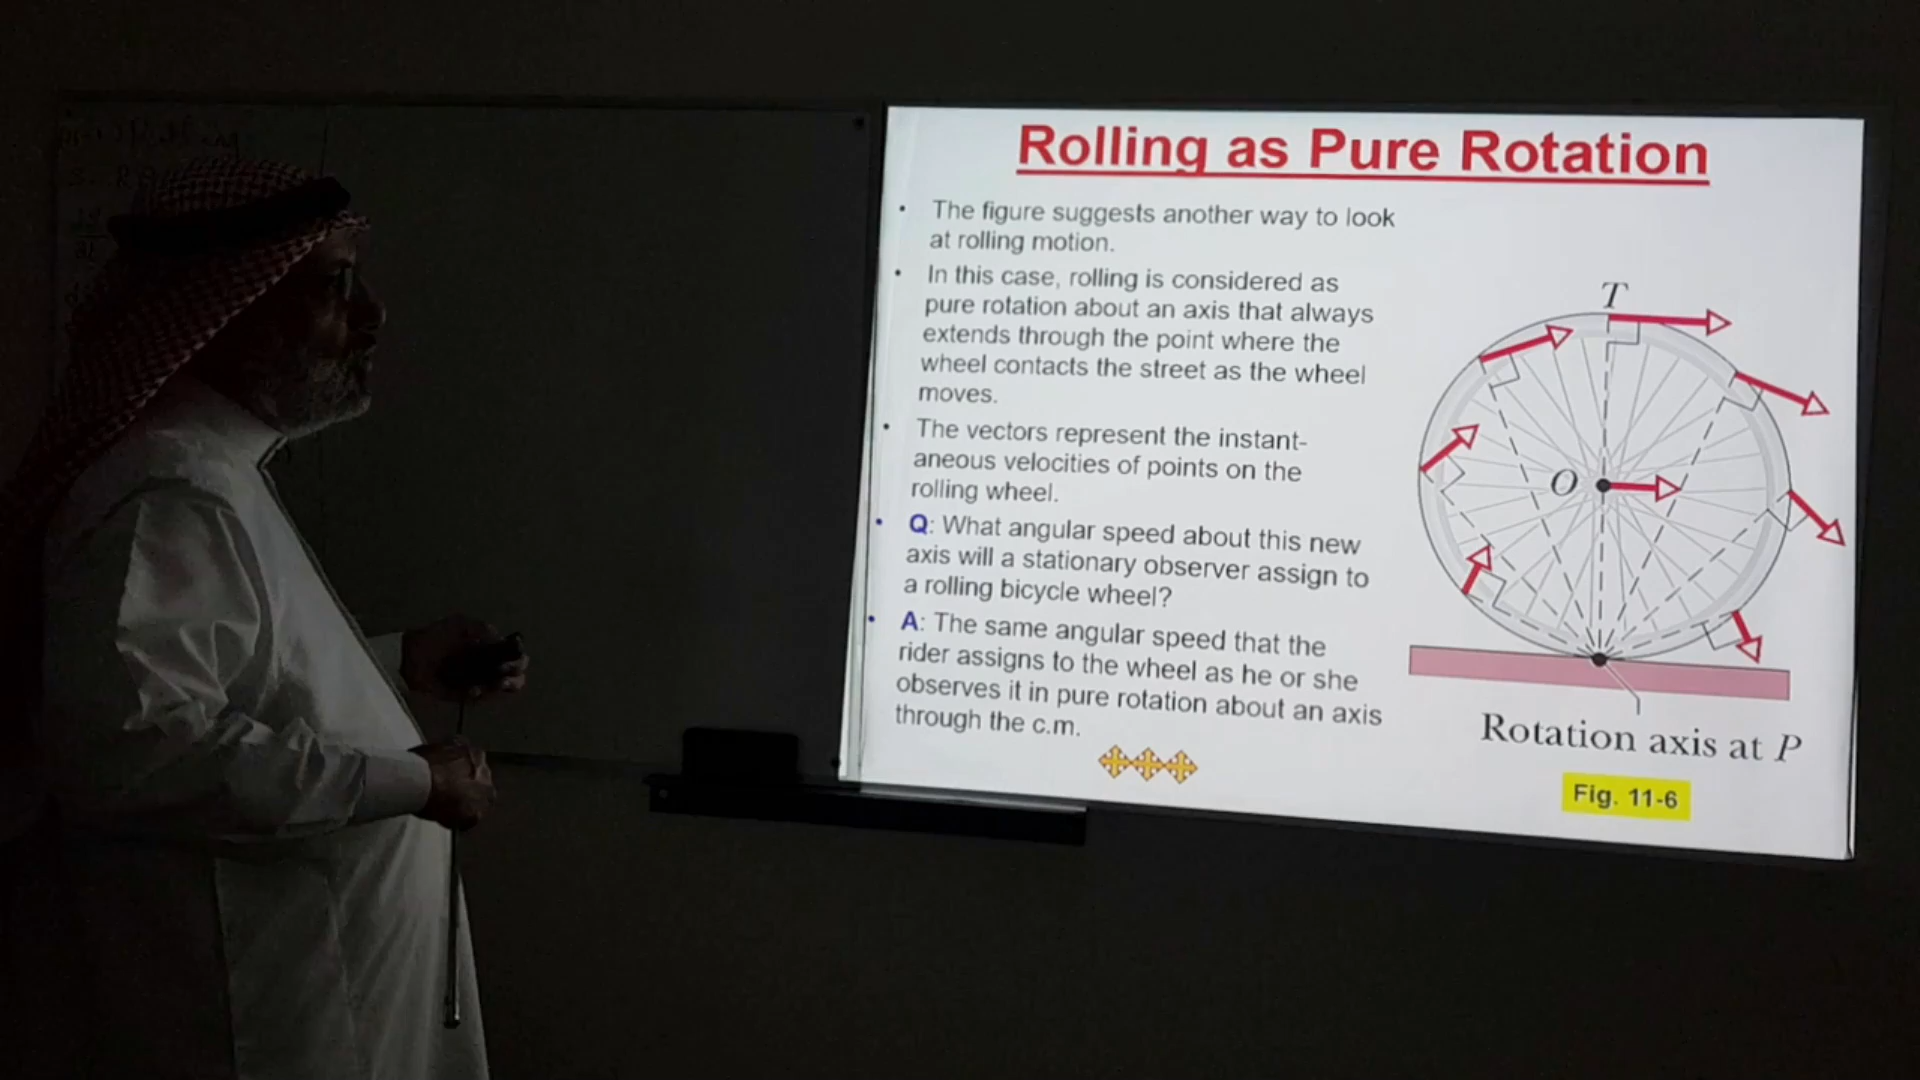 Rolling as Pure Rotation
• The figure suggests another way to look
at rolling motion.
• In this case, rolling is considered as
pure rotation about an axis that always
extends through the point where the
wheel contacts the street as the wheel
moves.
• The vectors represent the instant-
aneous velocities of points on the
rolling wheel.
• Q: What angular speed about this new
axis will a stationary observer assign to
a rolling bicycle wheel?
• A: The same angular speed that the
rider assigns to the wheel as he or she
observes it in pure rotation about an axis
through the c.m.
T
O
Rotation axis at P
Fig. 11-6